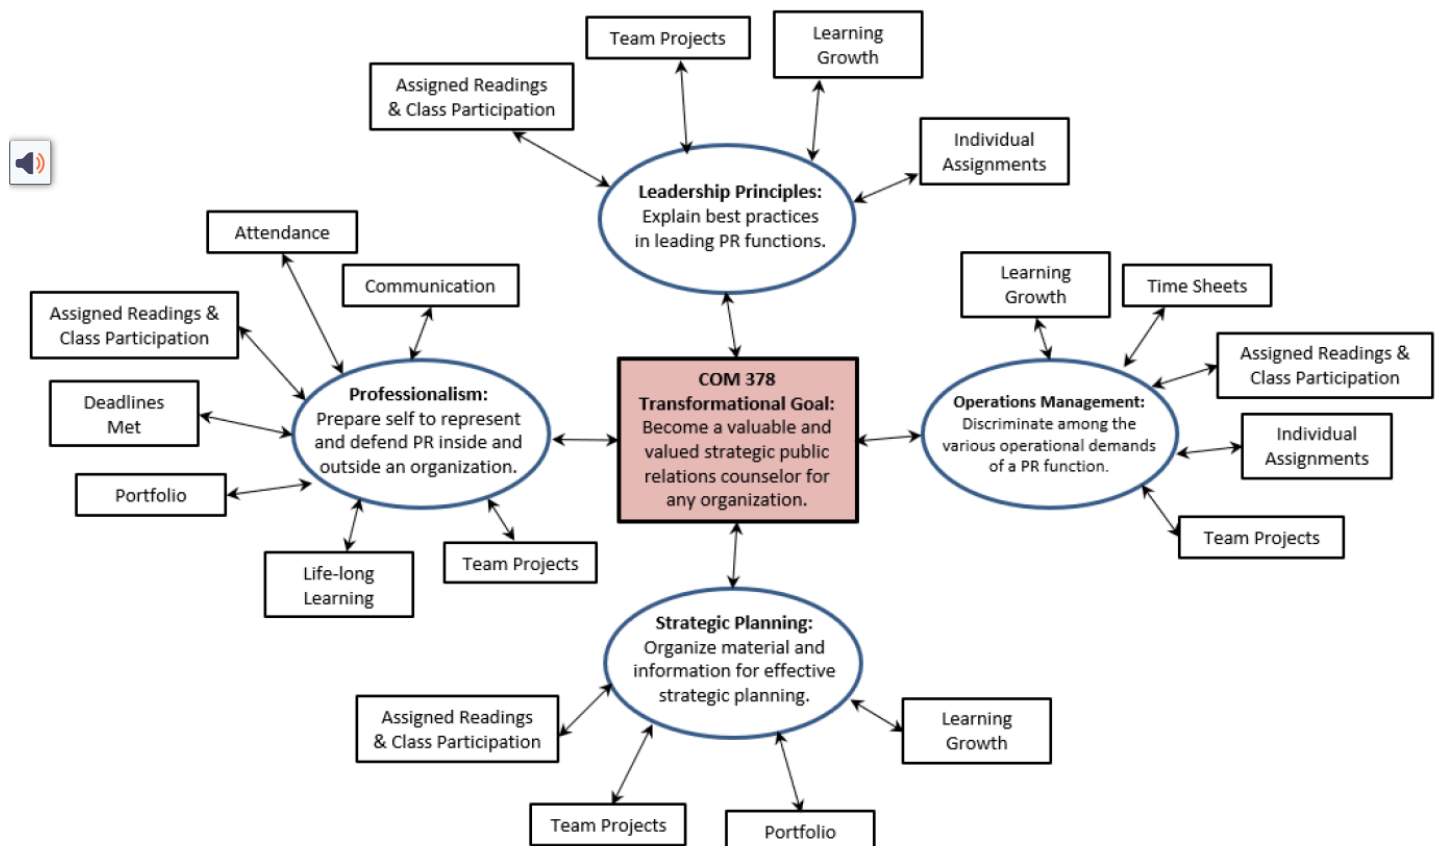 Team Projects
Learning
Growth
Assigned Readings
& Class Participation
Individual
Assignments
Leadership Principles:
Explain best practices
in leading PR functions.
Attendance
Communication
Assigned Readings &
Class Participation
Deadlines
Met
Portfolio
Life-long
Learning
Team Projects
Professionalism:
Prepare self to represent
and defend PR inside and
outside an organization.
COM 378
Transformational Goal:
Become a valuable and
valued strategic public
relations counselor for
any organization.
Learning
Growth
Time Sheets
Assigned Readings &
Class Participation
Individual
Assignments
Team Projects
Operations Management:
Discriminate among the
various operational demands
of a PR function.
Strategic Planning:
Organize material and
information for effective
strategic planning.
Assigned Readings
& Class Participation
Team Projects
Portfolio
Learning
Growth